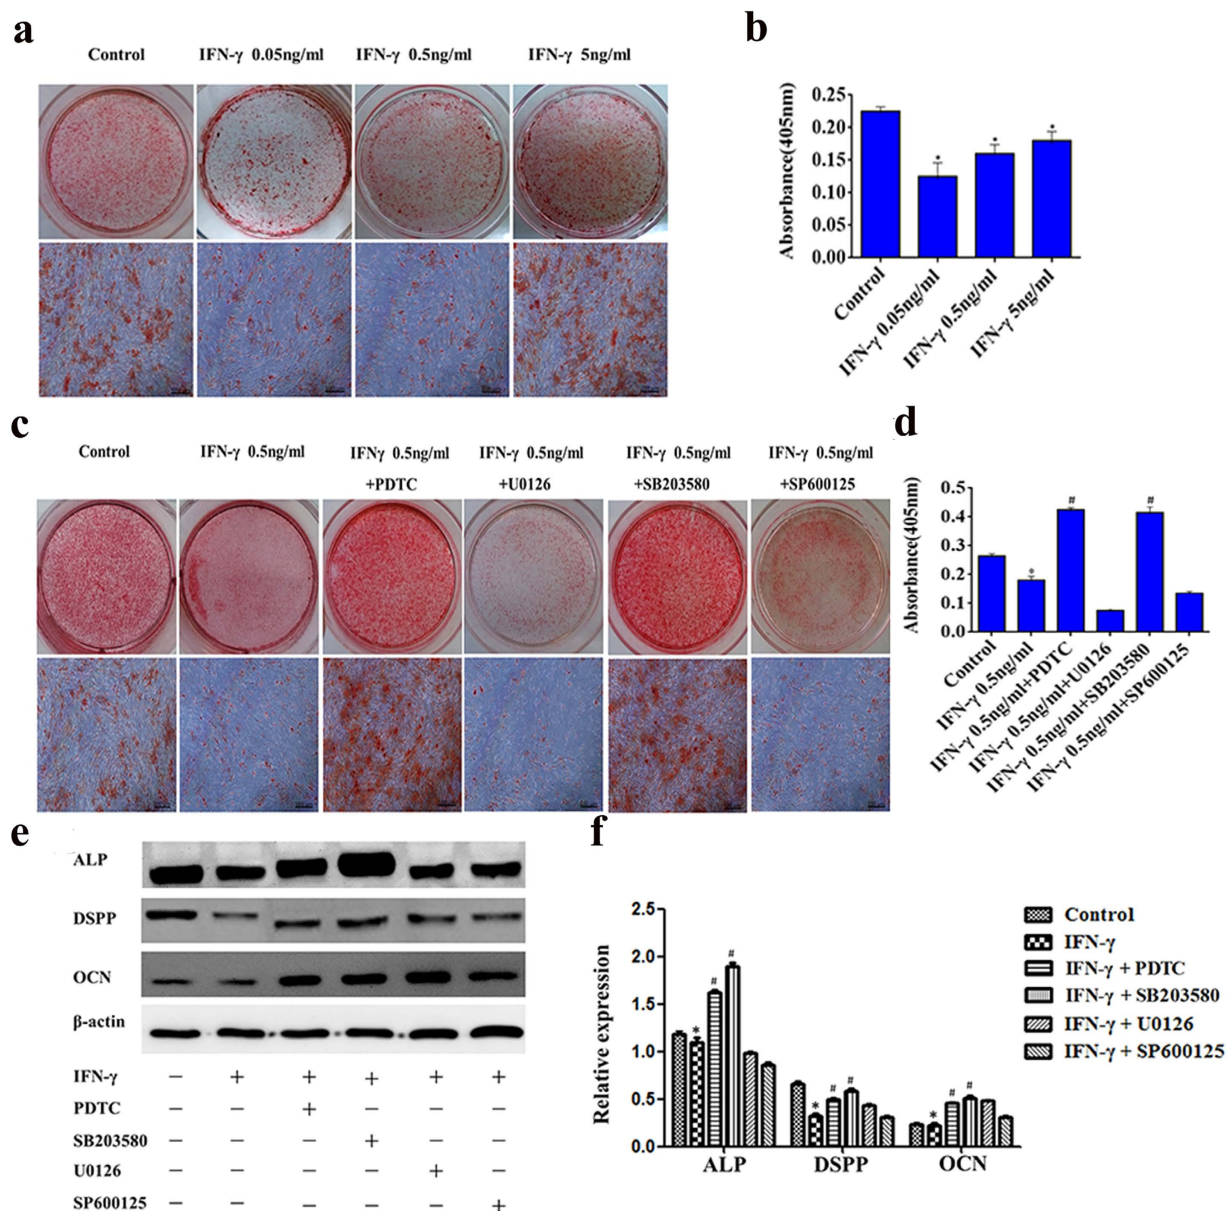 a
Control
IFN-γ 0.05ng/ml
IFN-γ 0.5ng/ml
IFN-γ 5ng/ml
b
Absorbance(405nm)
0.25
0.20
0.15
0.10
0.05
0.00
*
*
*
Control
IFN-γ 0.05ng/ml
IFN-γ 0.5ng/ml
IFN-γ 5ng/ml
c
Control
IFN-γ 0.5ng/ml
IFNγ 0.5ng/ml
+PDTC
IFN-γ 0.5ng/ml
+U0126
IFN-γ 0.5ng/ml
+SB203580
IFN-γ 0.5ng/ml
+SP600125
d
Absorbance(405nm)
0.5
0.4
0.3
0.2
0.1
0.0
*
#
#
Control
IFN-γ 0.5ng/ml
IFN-γ 0.5ng/ml+PDTC
IFN-γ 0.5ng/ml+U0126
IFN-γ 0.5ng/ml+SB203580
IFN-γ 0.5ng/ml+SP600125
e
ALP
DSPP
OCN
β-actin
IFN-γ − + + + + +
PDTC − − + − − −
SB203580 − − − + − −
U0126 − − − − + −
SP600125 − − − − − +
f
Relative expression
2.5
2.0
1.5
1.0
0.5
0.0
* # #
* # #
* # #
ALP DSPP OCN
Control
IFN-γ
IFN-γ + PDTC
IFN-γ + SB203580
IFN-γ + U0126
IFN-γ + SP600125